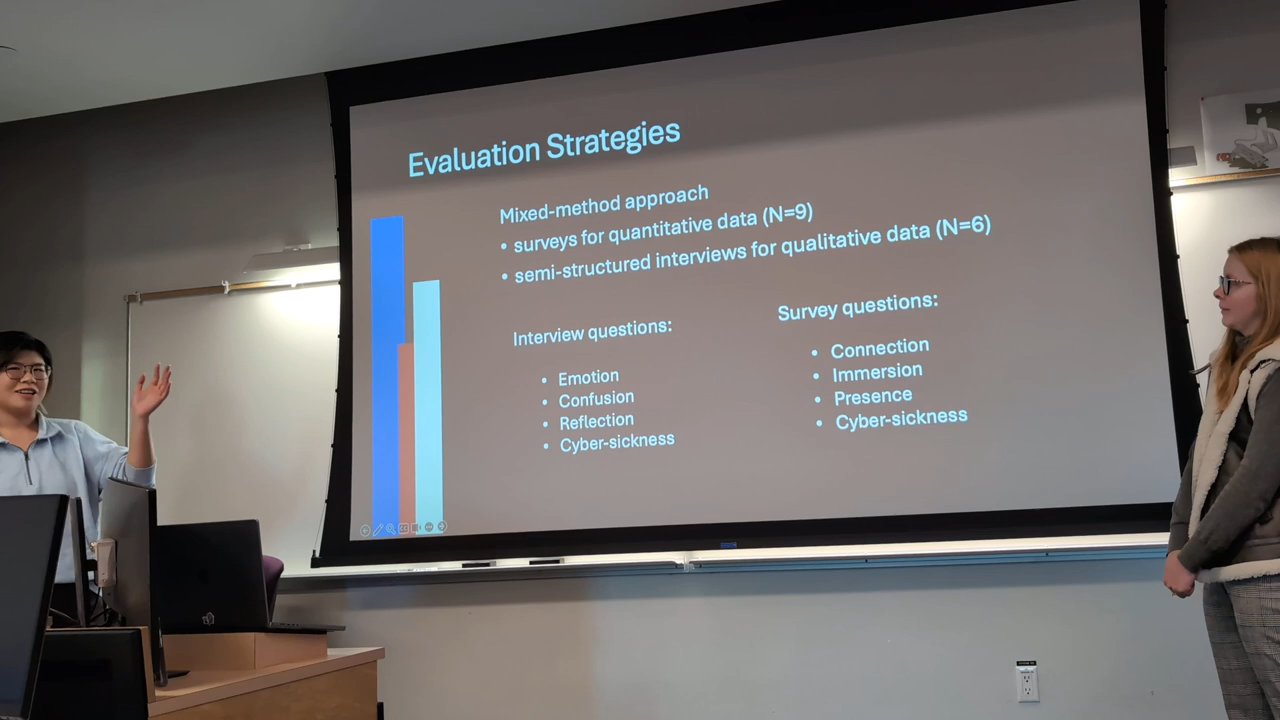 Evaluation Strategies
Mixed-method approach
• surveys for quantitative data (N=9)
• semi-structured interviews for qualitative data (N=6)
Interview questions:
• Emotion
• Confusion
• Reflection
• Cyber-sickness
Survey questions:
• Connection
• Immersion
• Presence
• Cyber-sickness